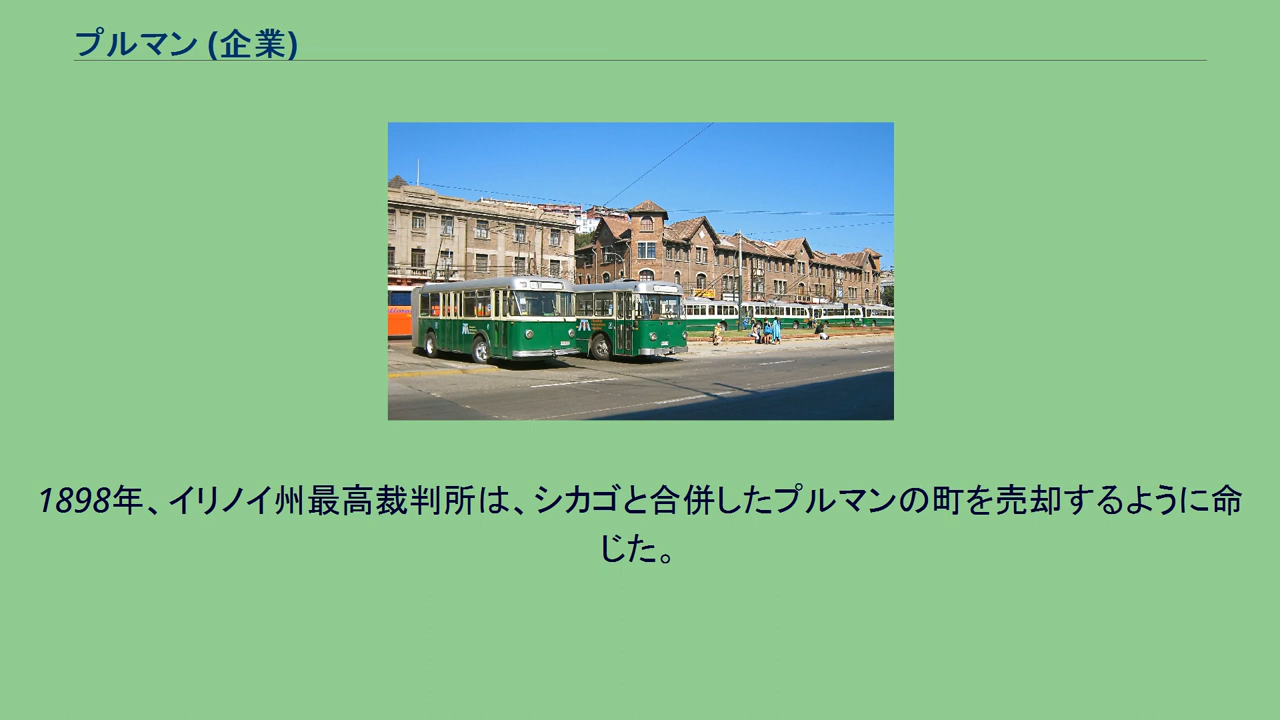 プルマン (企業)
1898年、イリノイ州最高裁判所は、シカゴと合併したプルマンの町を売却するように命
じた。